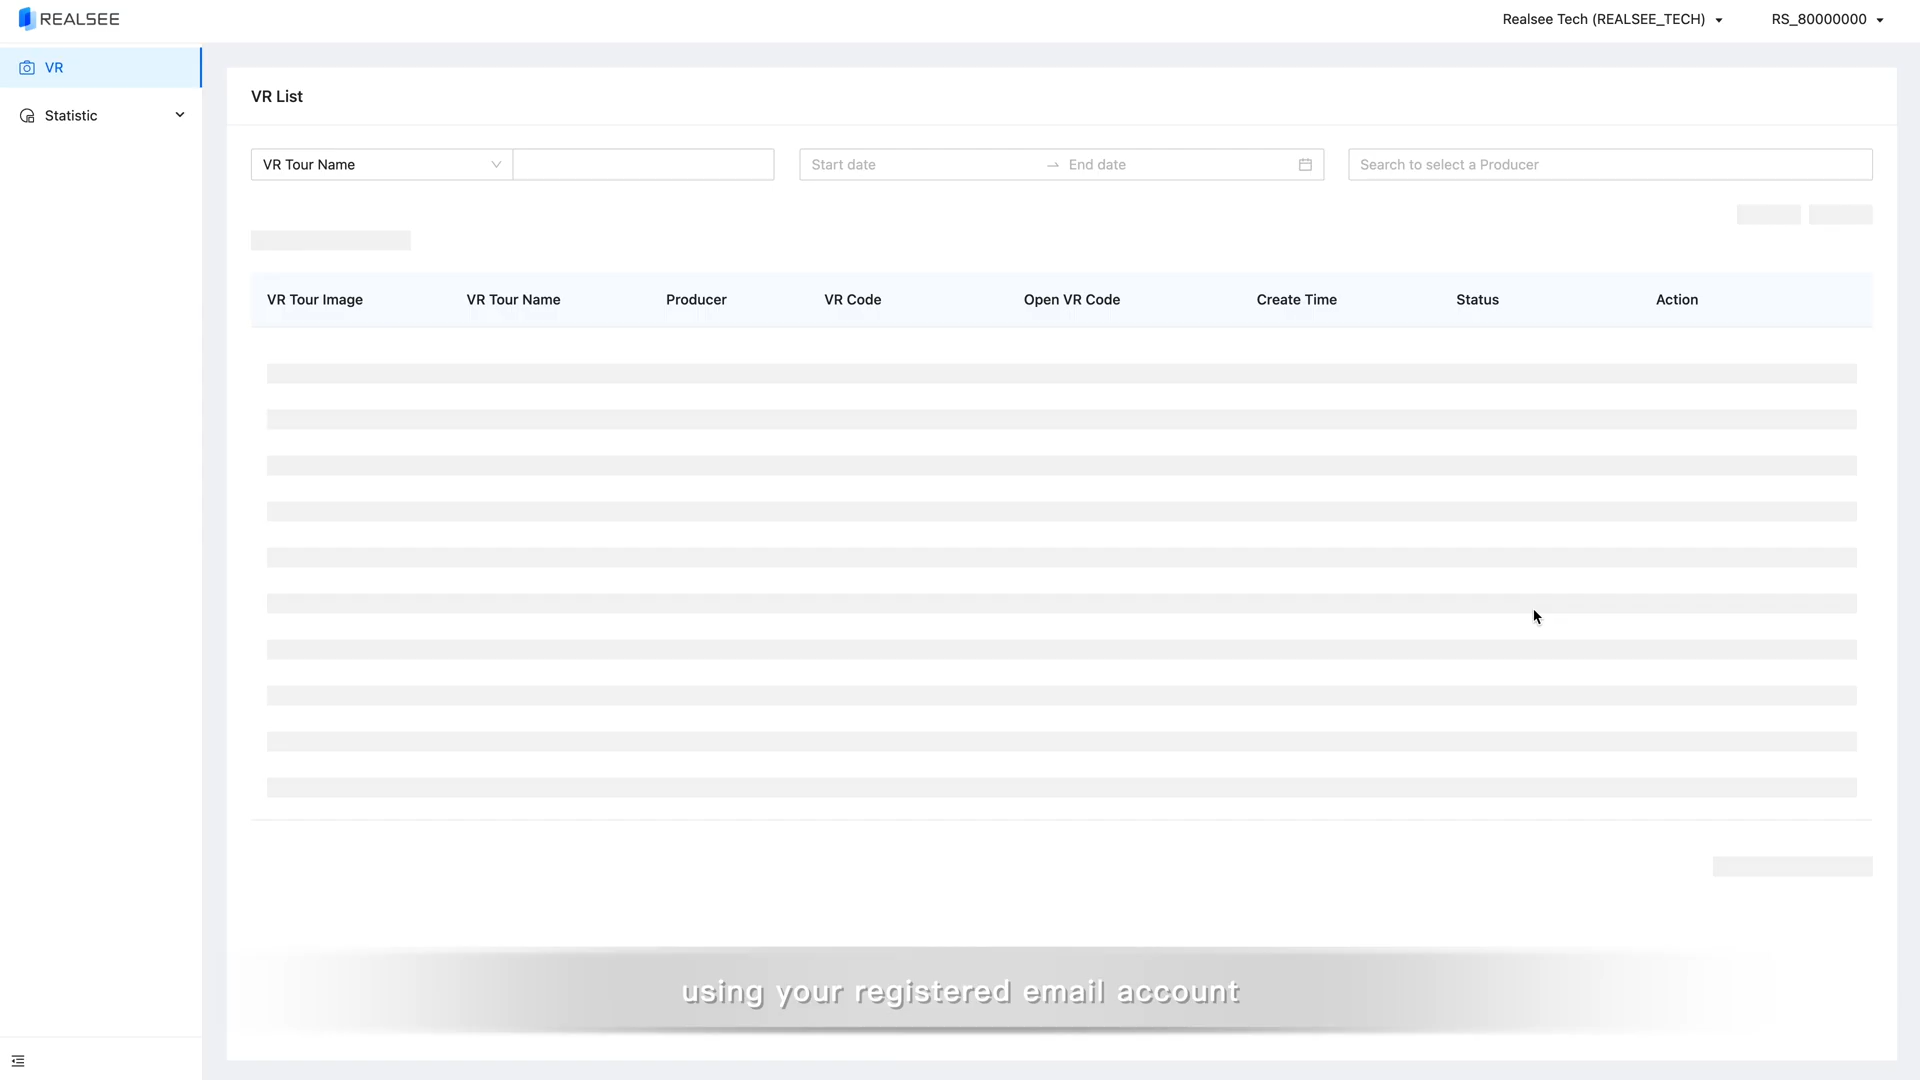 REALSEE
Realsee Tech (REALSEE_TECH)
RS_80000000
VR
Statistic
VR List
VR Tour Name
Start date
End date
Search to select a Producer
VR Tour Image
VR Tour Name
Producer
VR Code
Open VR Code
Create Time
Status
Action
using your registered email account